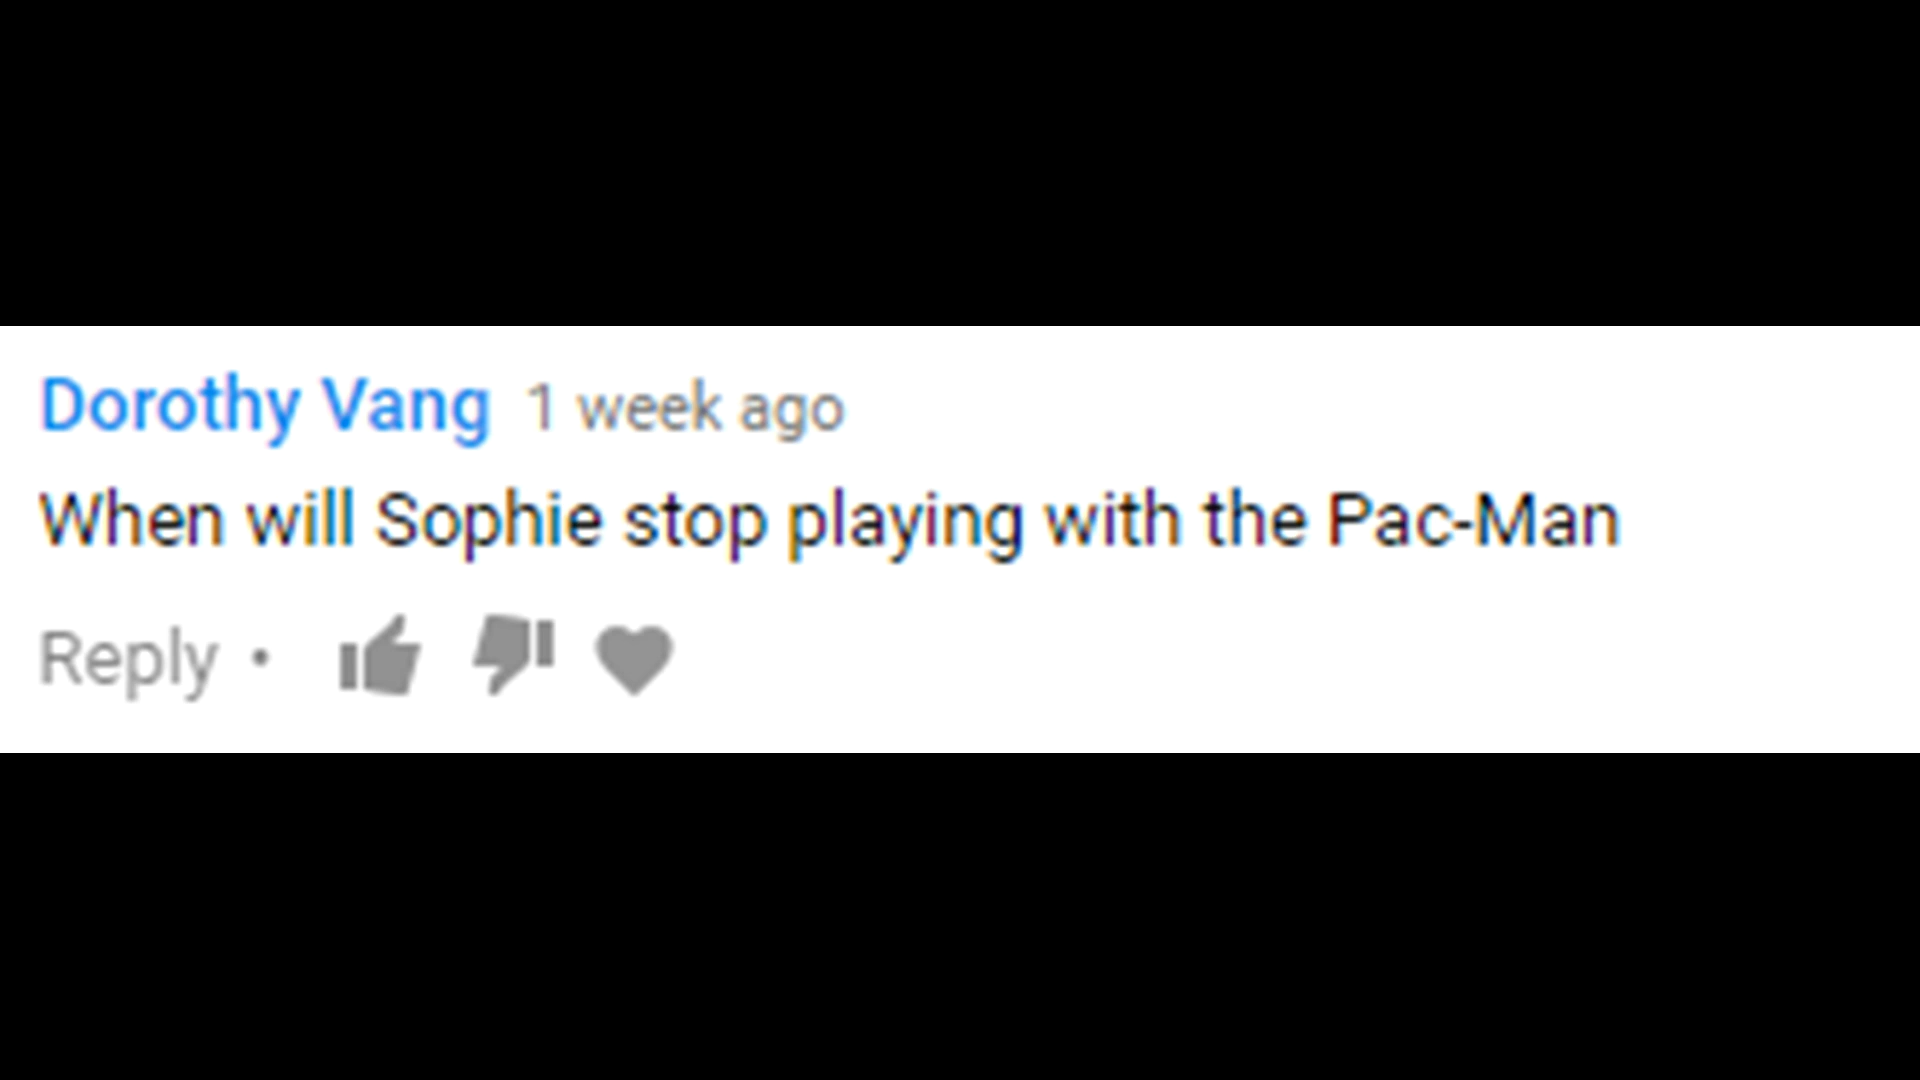 Dorothy Vang 1 week ago
When will Sophie stop playing with the Pac-Man
Reply •